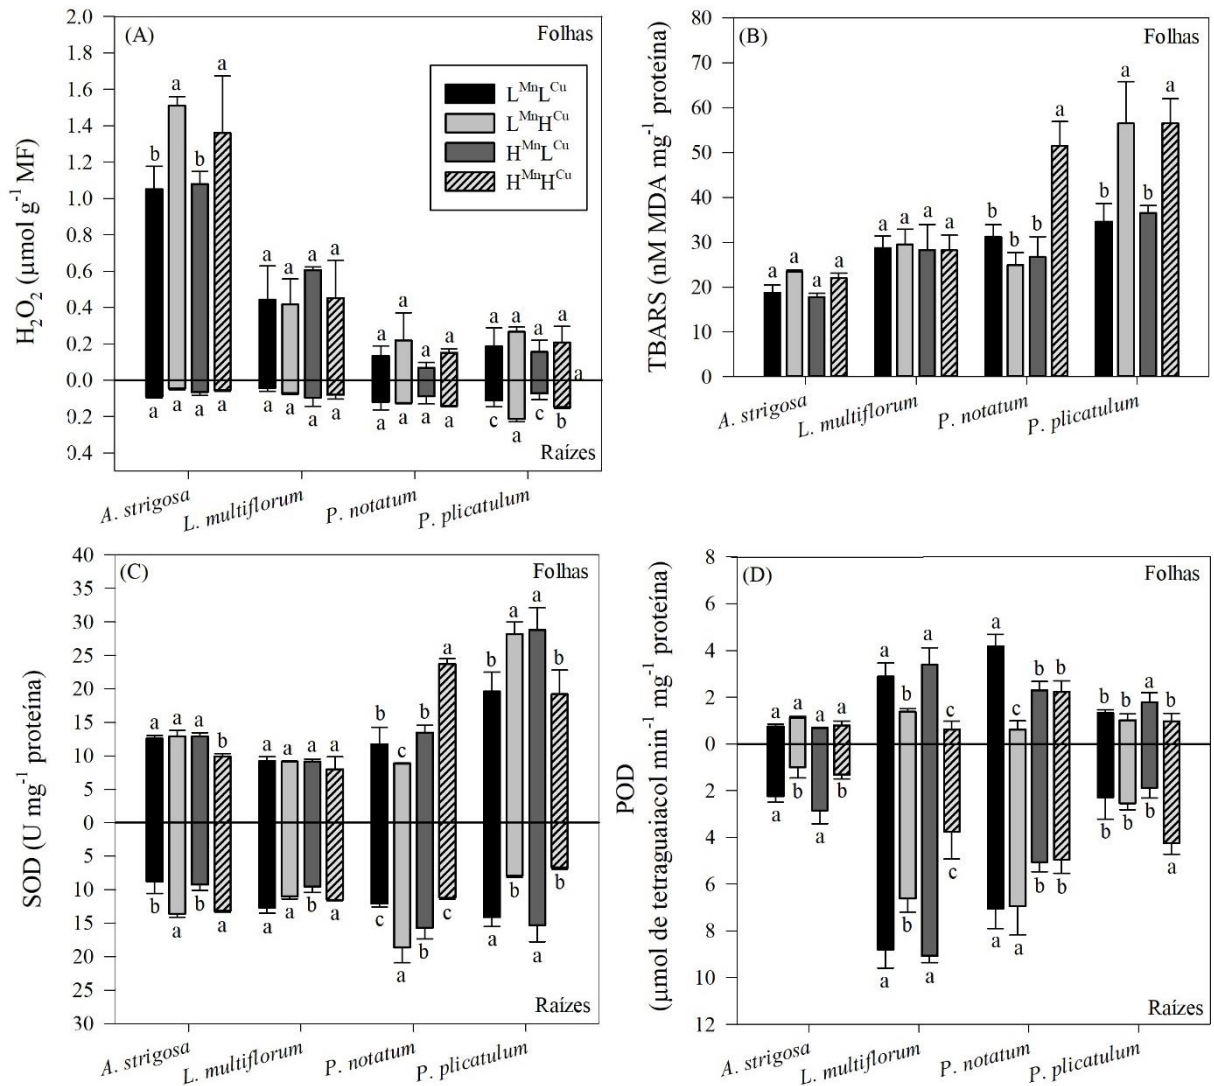 (A)
Folhas
H₂O₂ (µmol g⁻¹ MF)
2.0
1.8
1.6
1.4
1.2
1.0
0.8
0.6
0.4
0.2
0.0
0.2
0.4
L^Mn L^Cu
L^Mn H^Cu
H^Mn L^Cu
H^Mn H^Cu
b a b a
a a a a
a a a a
a a a a
a
a a a a
a a
a a a a
c a c b
Raízes
A. strigosa
L. multiflorum
P. notatum
P. plicatulum
(B)
Folhas
TBARS (nM MDA mg⁻¹ proteína)
80
70
60
50
40
30
20
10
0
a a a a
a a a a
b b b a
b a b a
A. strigosa
L. multiflorum
P. notatum
P. plicatulum
(C)
Folhas
SOD (U mg⁻¹ proteína)
40
35
30
25
20
15
10
5
0
5
10
15
20
25
30
a a a b
a a a a
b c b a
b a a b
b a b a
a a b a
c a b c
a b a b
Raízes
A. strigosa
L. multiflorum
P. notatum
P. plicatulum
(D)
Folhas
POD
(µmol de tetraguaiacol min⁻¹ mg⁻¹ proteína)
8
6
4
2
0
2
4
6
8
10
12
a a a a
a b a c
a c b b
b b a b
a b a b
a b a c
a a b b
b b b a
Raízes
A. strigosa
L. multiflorum
P. notatum
P. plicatulum